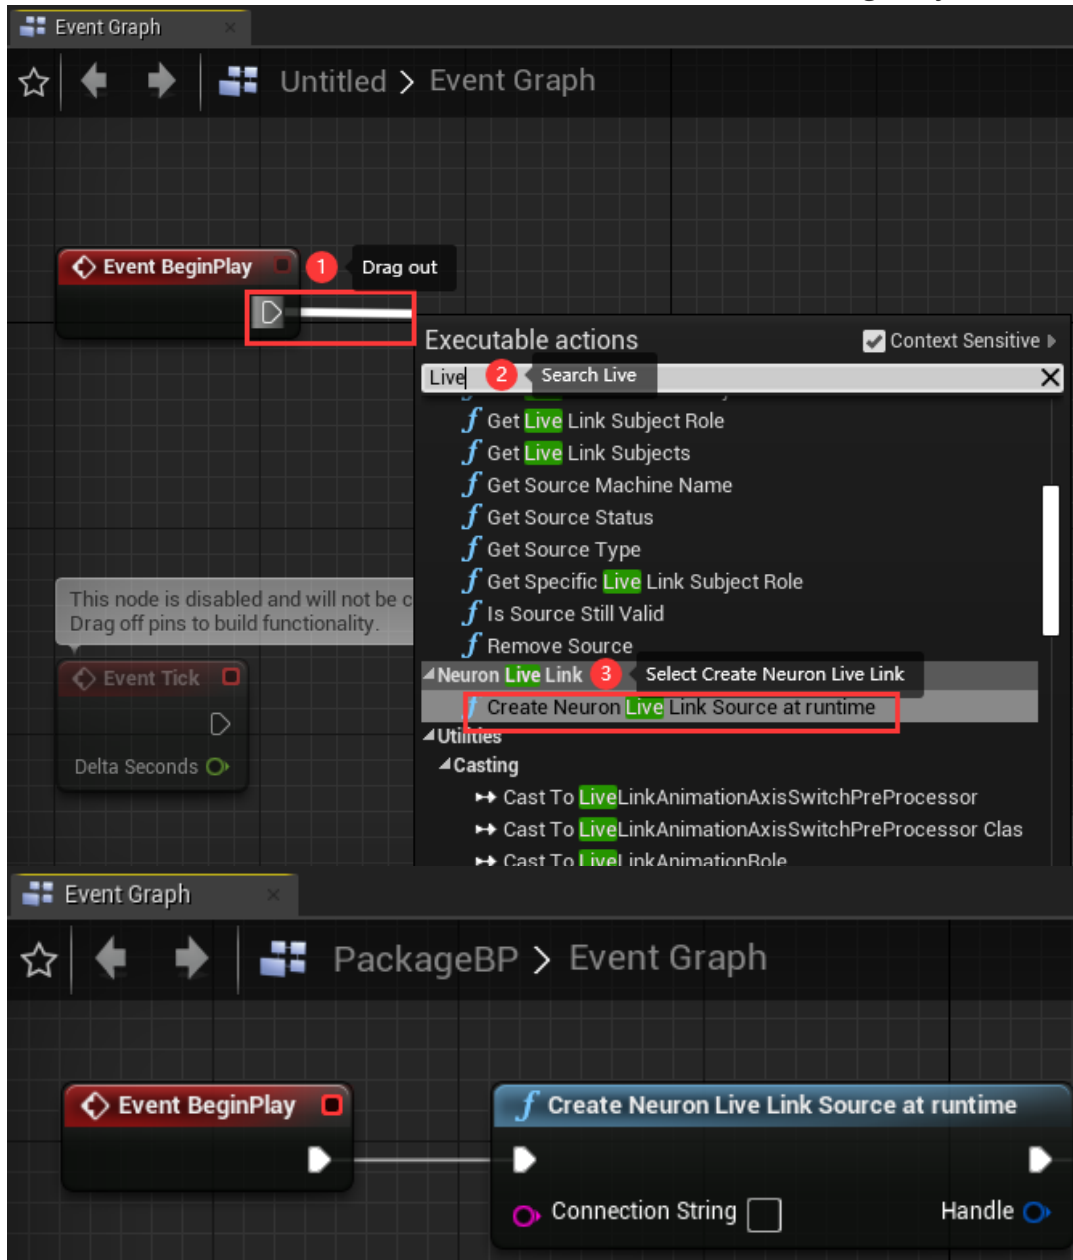 Event Graph
Untitled > Event Graph
Event BeginPlay
1 Drag out
Executable actions
Context Sensitive
Live
2 Search Live
Get Live Link Subject Role
Get Live Link Subjects
Get Source Machine Name
Get Source Status
Get Source Type
Get Specific Live Link Subject Role
Is Source Still Valid
Remove Source
This node is disabled and will not be c
Drag off pins to build functionality.
Event Tick
Delta Seconds
Neuron Live Link
3 Select Create Neuron Live Link
Create Neuron Live Link Source at runtime
Utilities
Casting
Cast To LiveLinkAnimationAxisSwitchPreProcessor
Cast To LiveLinkAnimationAxisSwitchPreProcessor Clas
Cast To LiveLinkAnimationRole
Event Graph
PackageBP > Event Graph
Event BeginPlay
Create Neuron Live Link Source at runtime
Connection String
Handle